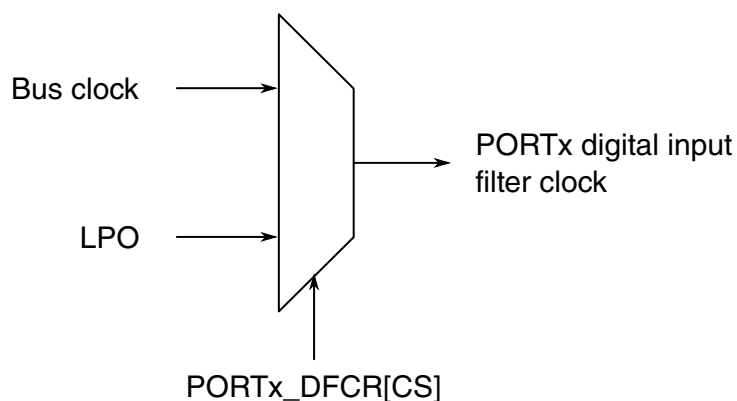 Bus clock
PORTx digital input
filter clock
LPO
PORTx_DFCR[CS]